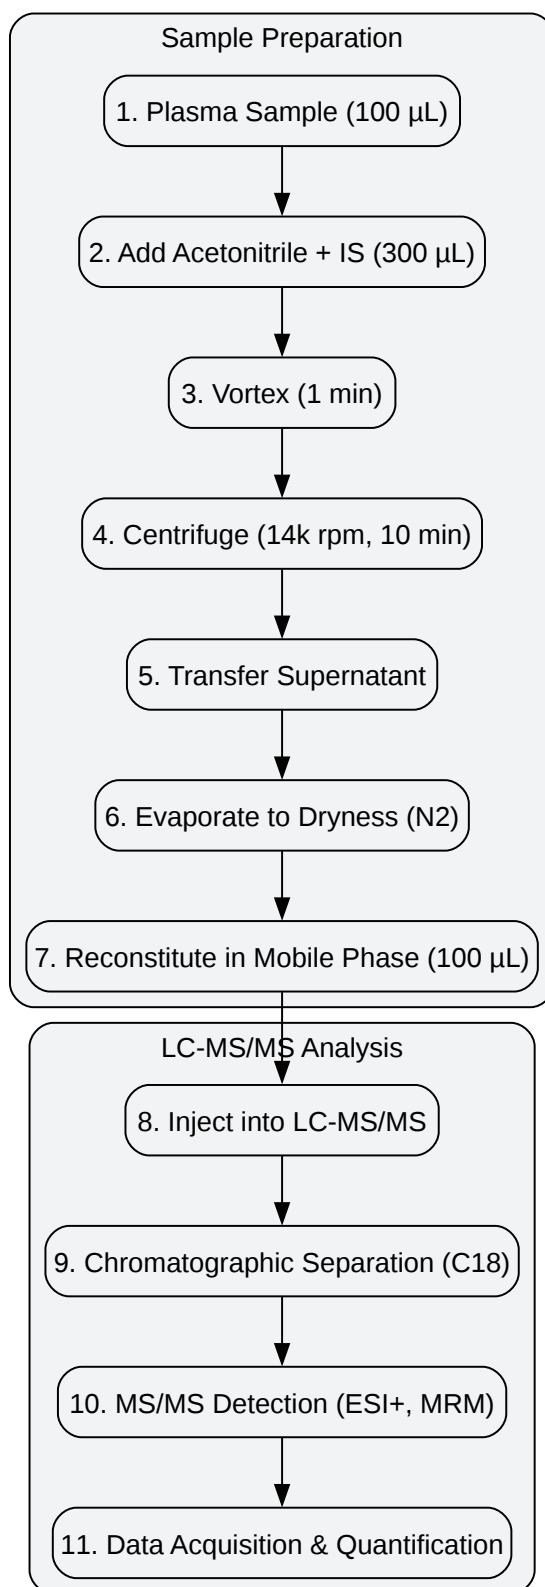 Sample Preparation
1. Plasma Sample (100 µL)
2. Add Acetonitrile + IS (300 µL)
3. Vortex (1 min)
4. Centrifuge (14k rpm, 10 min)
5. Transfer Supernatant
6. Evaporate to Dryness (N2)
7. Reconstitute in Mobile Phase (100 µL)
LC-MS/MS Analysis
8. Inject into LC-MS/MS
9. Chromatographic Separation (C18)
10. MS/MS Detection (ESI+, MRM)
11. Data Acquisition & Quantification